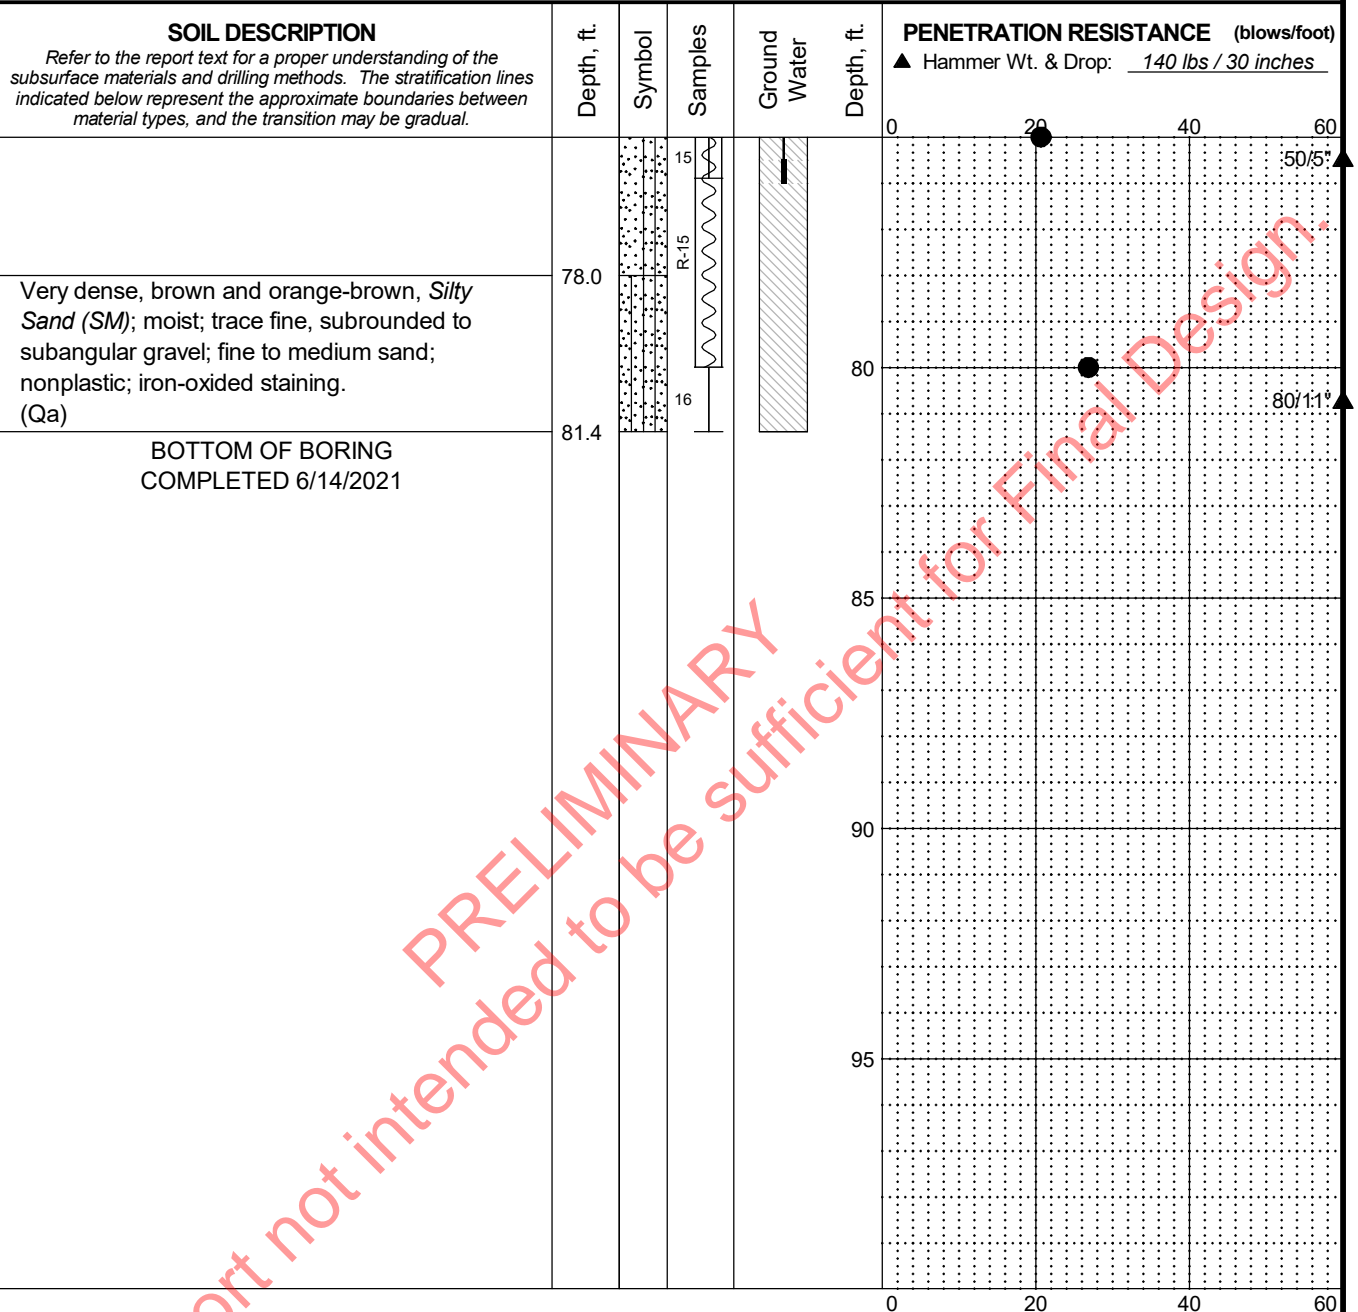 SOIL DESCRIPTION
Refer to the report text for a proper understanding of the
subsurface materials and drilling methods. The stratification lines
indicated below represent the approximate boundaries between
material types, and the transition may be gradual.
Depth, ft.
Symbol
Samples
Ground
Water
Depth, ft.
PENETRATION RESISTANCE (blows/foot)
▲ Hammer Wt. & Drop: 140 lbs / 30 inches
0 20 40 60
15
50/5"
R-15
78.0
Very dense, brown and orange-brown, Silty
Sand (SM); moist; trace fine, subrounded to
subangular gravel; fine to medium sand;
nonplastic; iron-oxided staining.
(Qa)
80
16
80/11"
81.4
BOTTOM OF BORING
COMPLETED 6/14/2021
85
90
95
0 20 40 60
PRELIMINARY
ort not intended to be sufficient for Final Design.